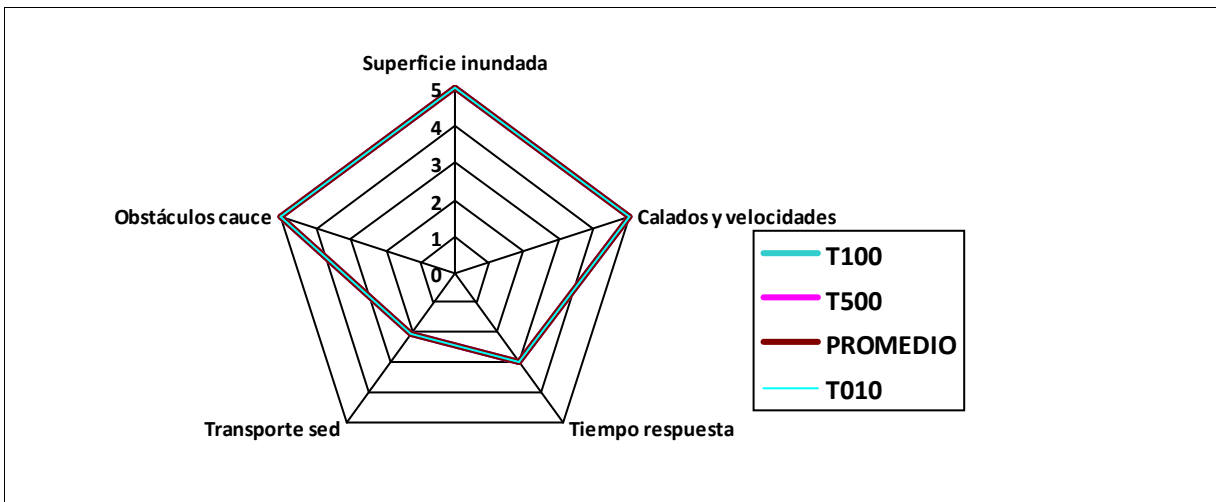 Superficie inundada
5
4
3
2
1
0
Obstáculos cauce
Calados y velocidades
Transporte sed
Tiempo respuesta
T100
T500
PROMEDIO
T010